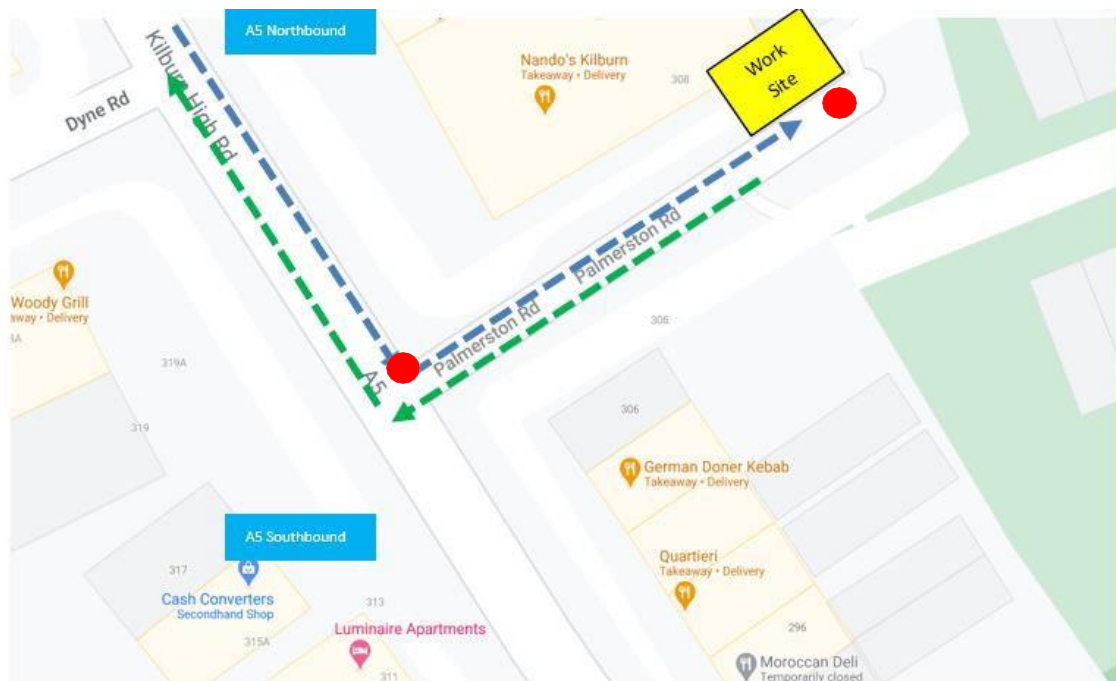 A5 Northbound
Kilburn High Rd
Dyne Rd
Nando's Kilburn
Takeaway • Delivery
308
Work
Site
Palmerston Rd
Palmerston Rd
Woody Grill
away • Delivery
319A
319
A5
306
306
German Doner Kebab
Takeaway • Delivery
A5 Southbound
317
Cash Converters
Secondhand Shop
315A
313
Luminaire Apartments
311
Quartieri
Takeaway • Delivery
296
Moroccan Deli
Temporarily closed